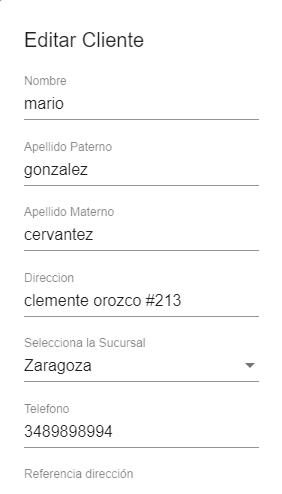 Editar Cliente
Nombre
mario
Apellido Paterno
gonzalez
Apellido Materno
cervantez
Direccion
clemente orozco #213
Selecciona la Sucursal
Zaragoza
Telefono
3489898994
Referencia dirección